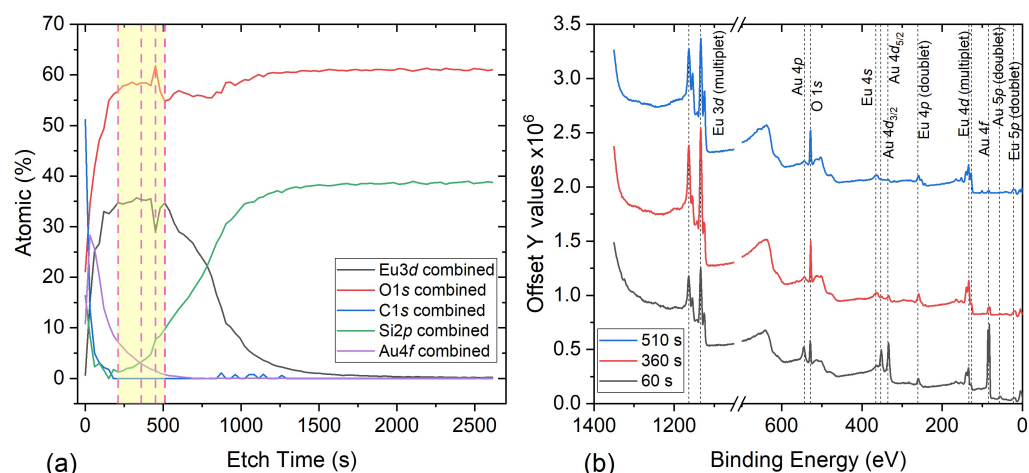 70
60
50
40
30
20
10
0
Atomic (%)
Eu3d combined
O1s combined
C1s combined
Si2p combined
Au4f combined
0 500 1000 1500 2000 2500
(a)
Etch Time (s)
3.5
3.0
2.5
2.0
1.5
1.0
0.5
0.0
Offset Y values x10⁶
Eu 3d (multiplet)
Au 4p
O 1s
Eu 4s
Au 4d3/2
Au 4d5/2
Eu 4p (doublet)
Eu 4d (multiplet)
Au 4f
Au 5p (doublet)
Eu 5p (doublet)
510 s
360 s
60 s
1400 1200 600 400 200 0
(b)
Binding Energy (eV)